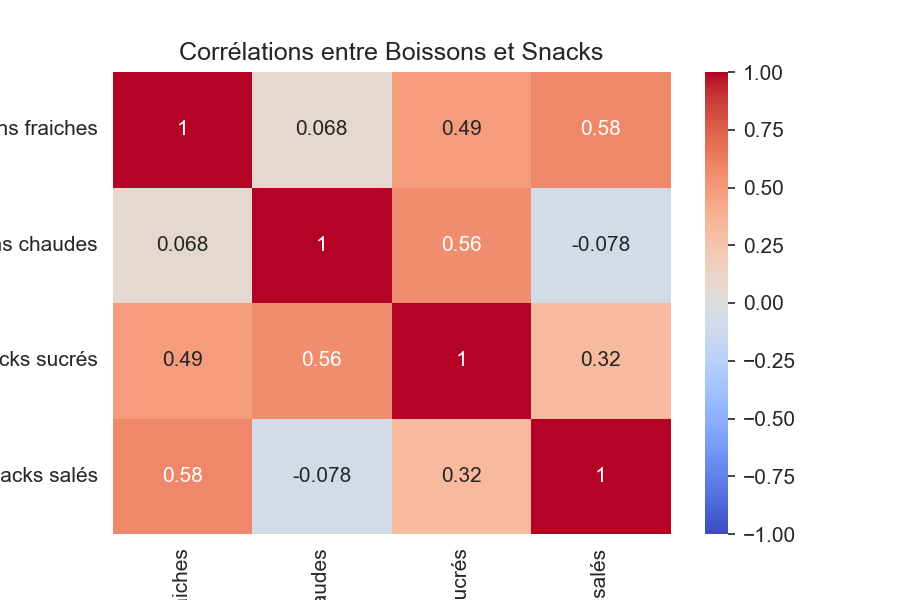 Corrélations entre Boissons et Snacks
ns fraiches 1 0.068 0.49 0.58
ns chaudes 0.068 1 0.56 -0.078
cks sucrés 0.49 0.56 1 0.32
acks salés 0.58 -0.078 0.32 1
iches audes ucrés salés
1.00
0.75
0.50
0.25
0.00
−0.25
−0.50
−0.75
−1.00